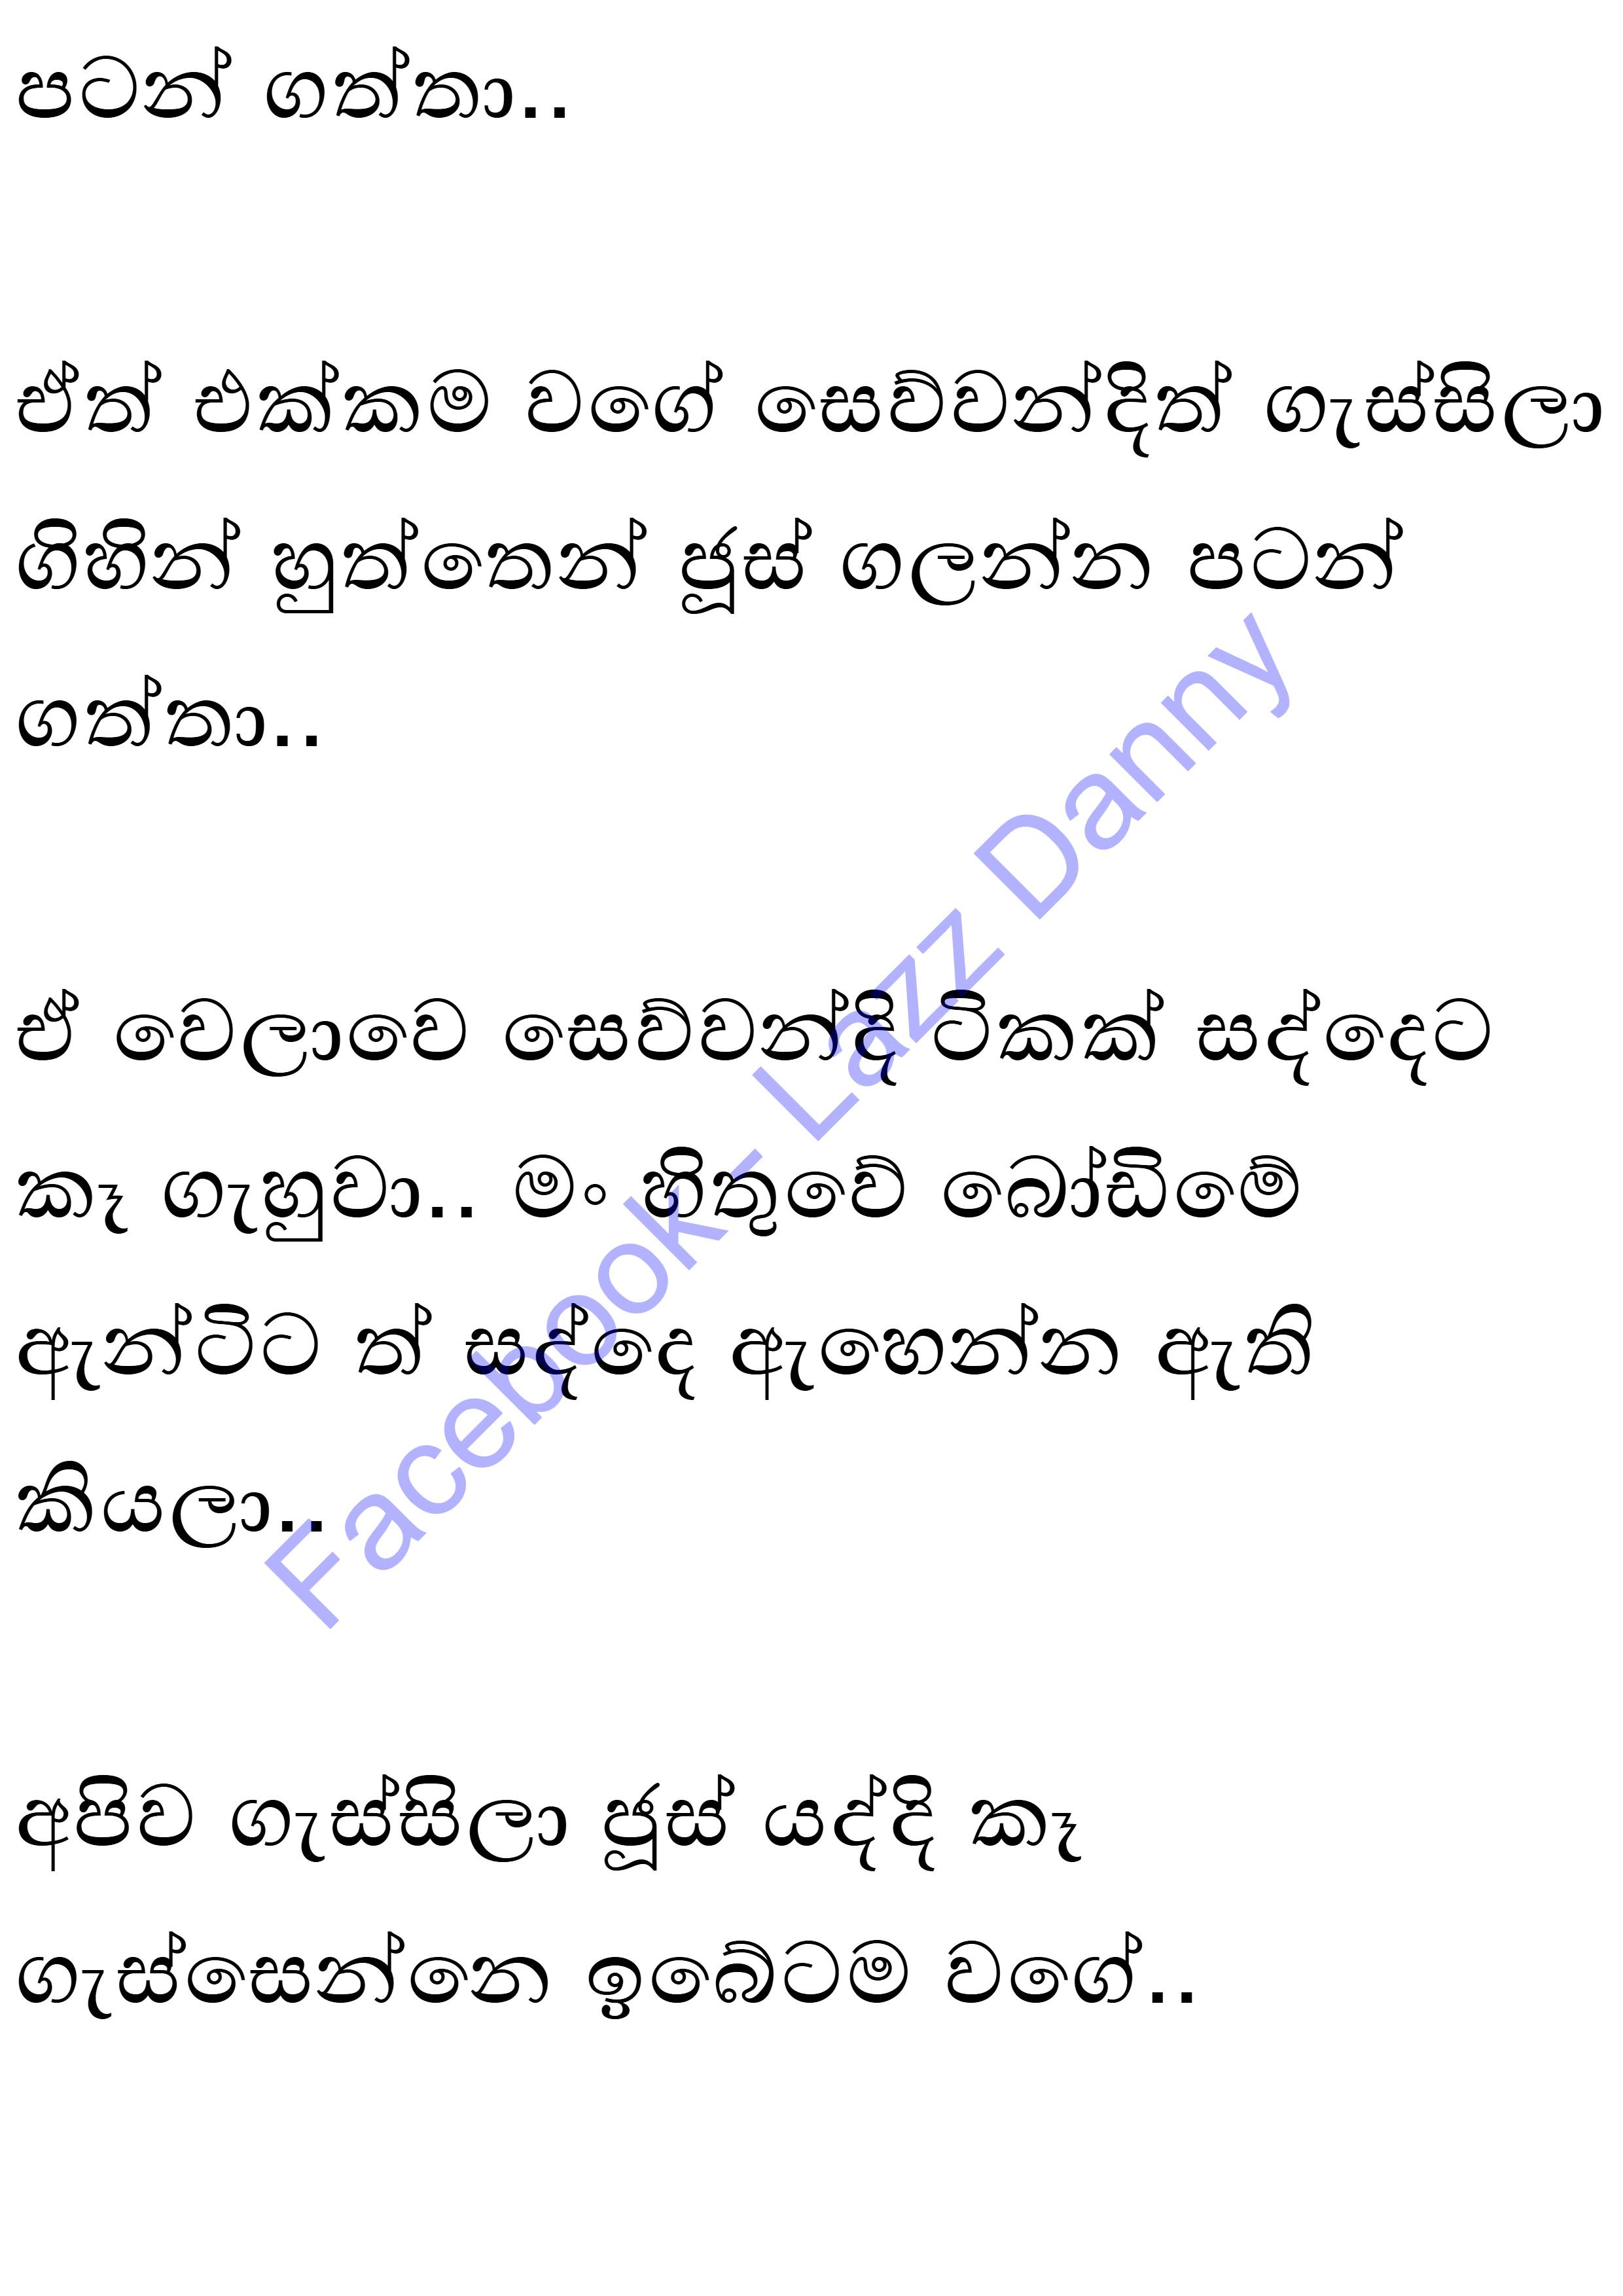 පටන් ගත්තා..
ඒත් එක්කම වගේ සෙව්වන්දිත් ගැස්සිලා
ගිහින් හුත්තෙන් ජූස් ගලන්න පටන්
ගත්තා..
ඒ වෙලාවෙ සෙව්වන්දි ටිකක් සද්දෙට
කෑ ගැහුවා.. මං හිතුවේ බෝඩිමේ
ඇන්ටිට ත් සද්දෙ ඇහෙන්න ඇති
කියලා..
අපිව ගැස්සිලා ජූස් යද්දි කෑ
ගැස්සෙන්නෙ ඉබේටම වගේ..
Facebook - Lazz Danny